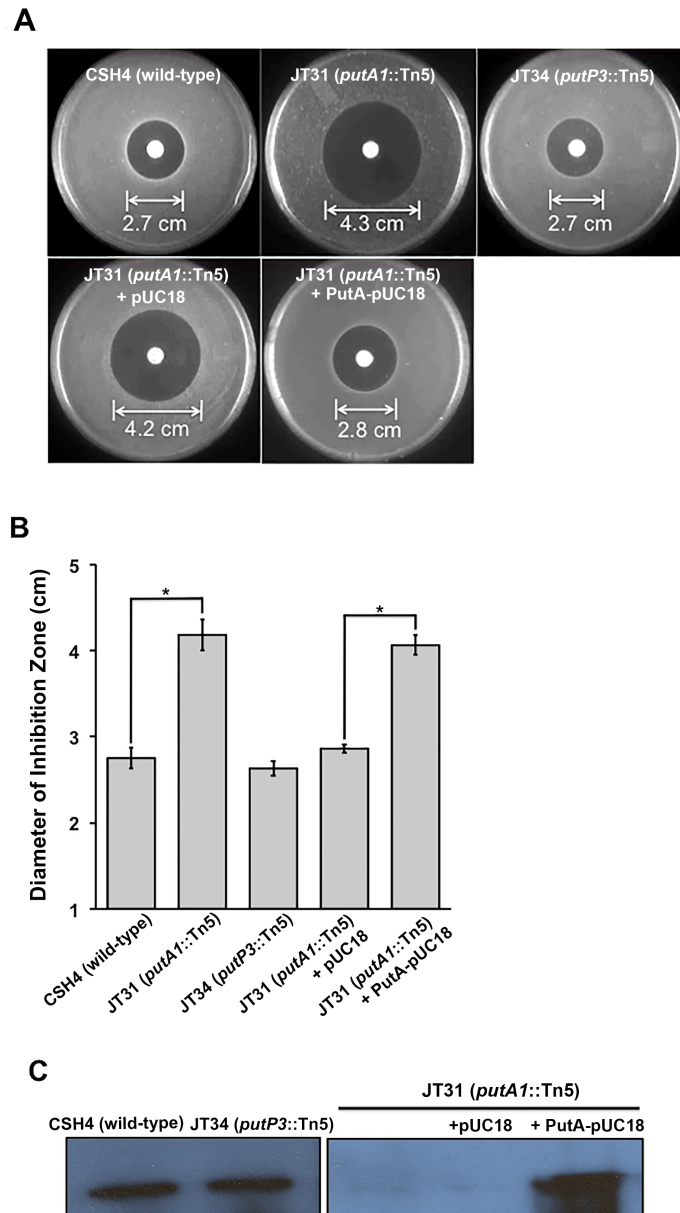 A
CSH4 (wild-type)
2.7 cm
JT31 (putA1::Tn5)
4.3 cm
JT34 (putP3::Tn5)
2.7 cm
JT31 (putA1::Tn5)
+ pUC18
4.2 cm
JT31 (putA1::Tn5)
+ PutA-pUC18
2.8 cm
B
Diameter of Inhibition Zone (cm)
5
4
3
2
1
*
*
CSH4 (wild-type)
JT31 (putA1::Tn5)
JT34 (putP3::Tn5)
JT31 (putA1::Tn5)
+ pUC18
JT31 (putA1::Tn5)
+ PutA-pUC18
C
JT31 (putA1::Tn5)
CSH4 (wild-type) JT34 (putP3::Tn5)
+pUC18 + PutA-pUC18